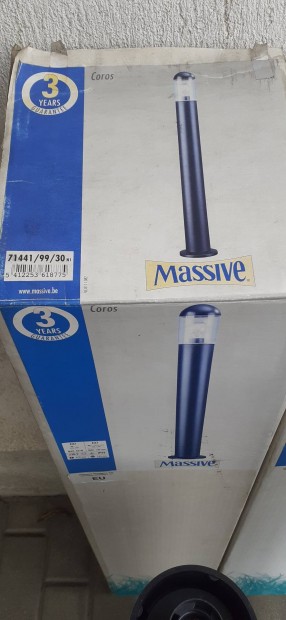 3
YEARS
GUARANTEE
Coros
71441/99/30
5 412253 618775
www.massive.be
Massive
3
YEARS
GUARANTEE
Coros
Massive